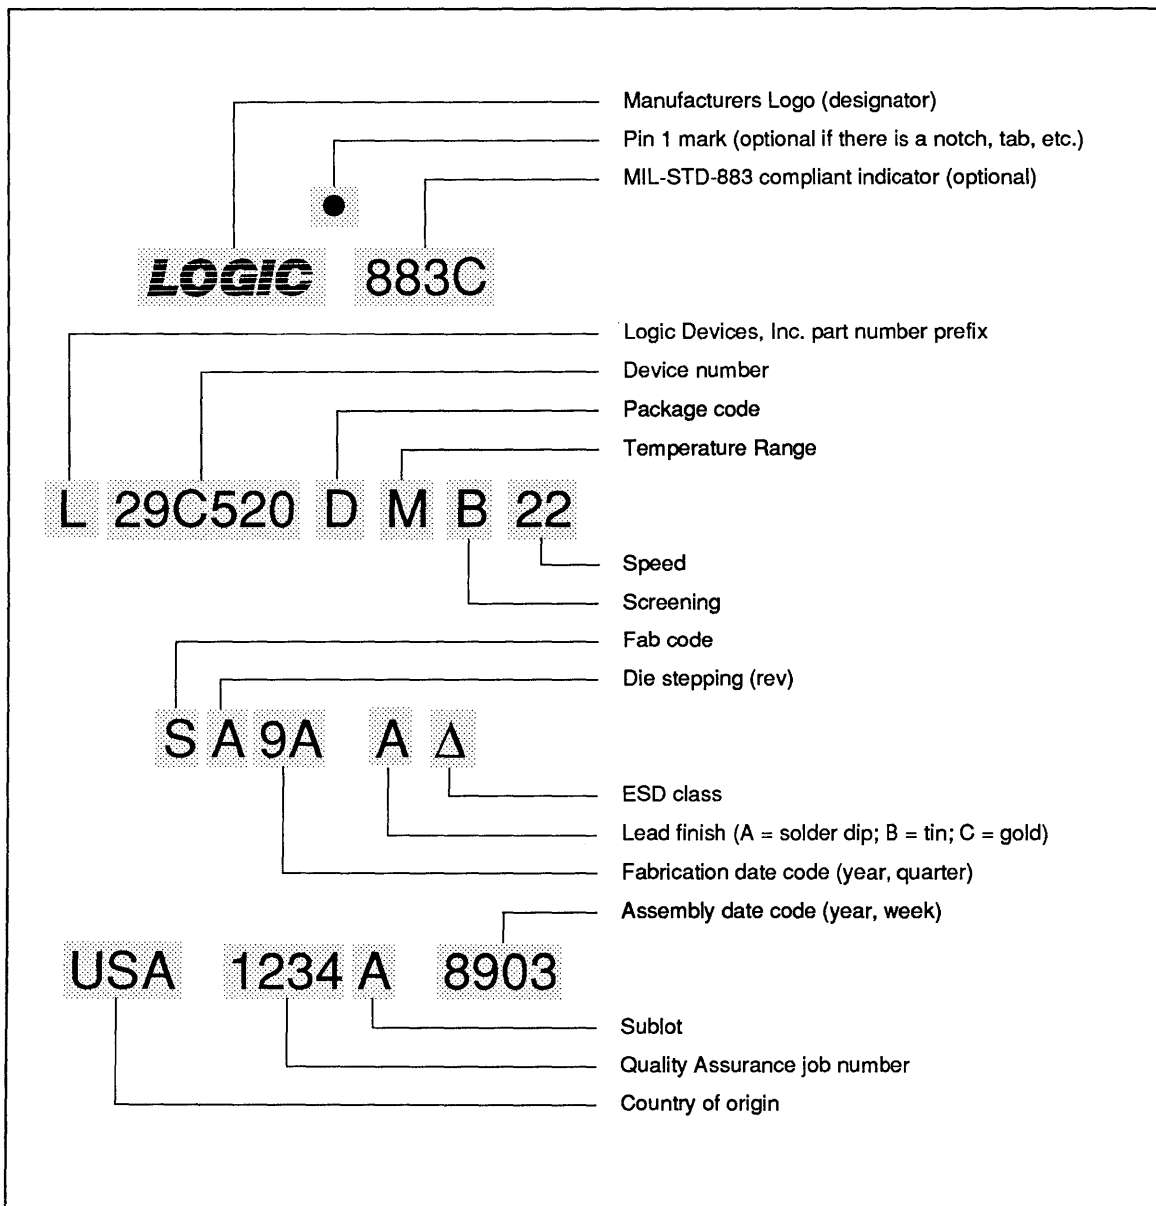 Manufacturers Logo (designator)
Pin 1 mark (optional if there is a notch, tab, etc.)
MIL-STD-883 compliant indicator (optional)
LOGIC 883C
Logic Devices, Inc. part number prefix
Device number
Package code
Temperature Range
L 29C520 D M B 22
Speed
Screening
Fab code
Die stepping (rev)
S A 9A A Δ
ESD class
Lead finish (A = solder dip; B = tin; C = gold)
Fabrication date code (year, quarter)
Assembly date code (year, week)
USA 1234 A 8903
Sublot
Quality Assurance job number
Country of origin